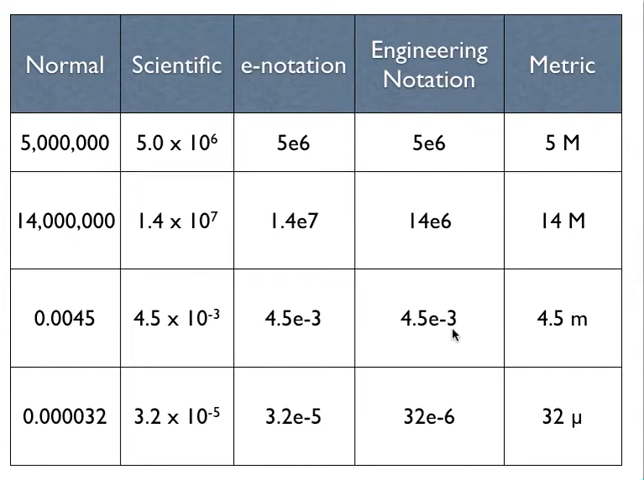 Normal Scientific e-notation Engineering Notation Metric
5,000,000 5.0 x 10⁶ 5e6 5e6 5 M
14,000,000 1.4 x 10⁷ 1.4e7 14e6 14 M
0.0045 4.5 x 10⁻³ 4.5e-3 4.5e-3 4.5 m
0.000032 3.2 x 10⁻⁵ 3.2e-5 32e-6 32 µ